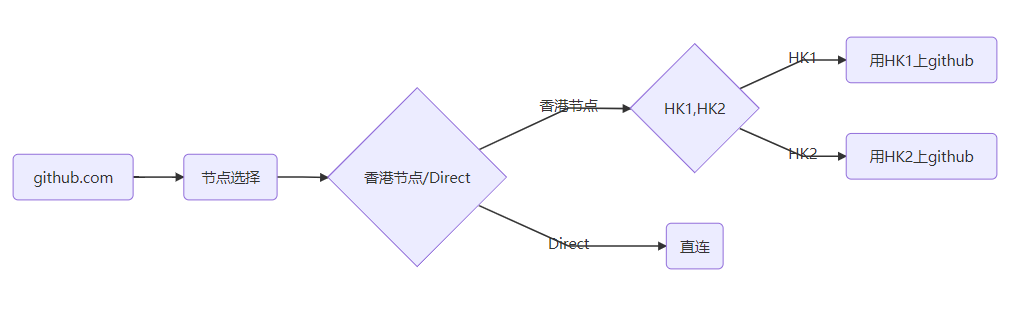 github.com
节点选择
香港节点/Direct
香港节点
HK1,HK2
HK1
用HK1上github
HK2
用HK2上github
Direct
直连